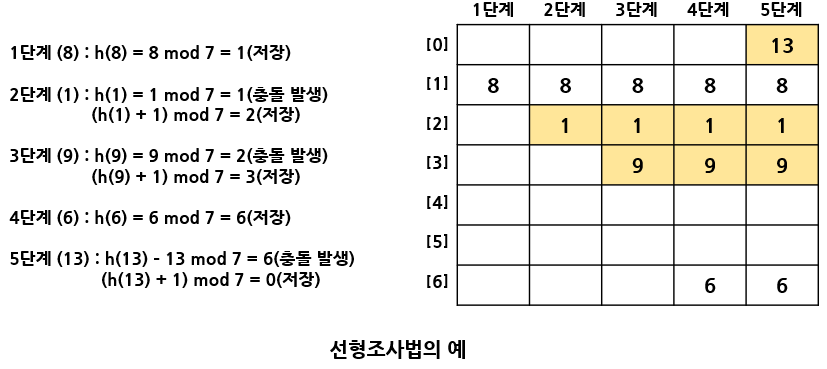 1단계 (8) : h(8) = 8 mod 7 = 1(저장)
2단계 (1) : h(1) = 1 mod 7 = 1(충돌 발생)
(h(1) + 1) mod 7 = 2(저장)
3단계 (9) : h(9) = 9 mod 7 = 2(충돌 발생)
(h(9) + 1) mod 7 = 3(저장)
4단계 (6) : h(6) = 6 mod 7 = 6(저장)
5단계 (13) : h(13) - 13 mod 7 = 6(충돌 발생)
(h(13) + 1) mod 7 = 0(저장)
1단계 2단계 3단계 4단계 5단계
[0] 13
[1] 8 8 8 8 8
[2] 1 1 1 1
[3] 9 9 9
[4]
[5]
[6] 6 6
선형조사법의 예